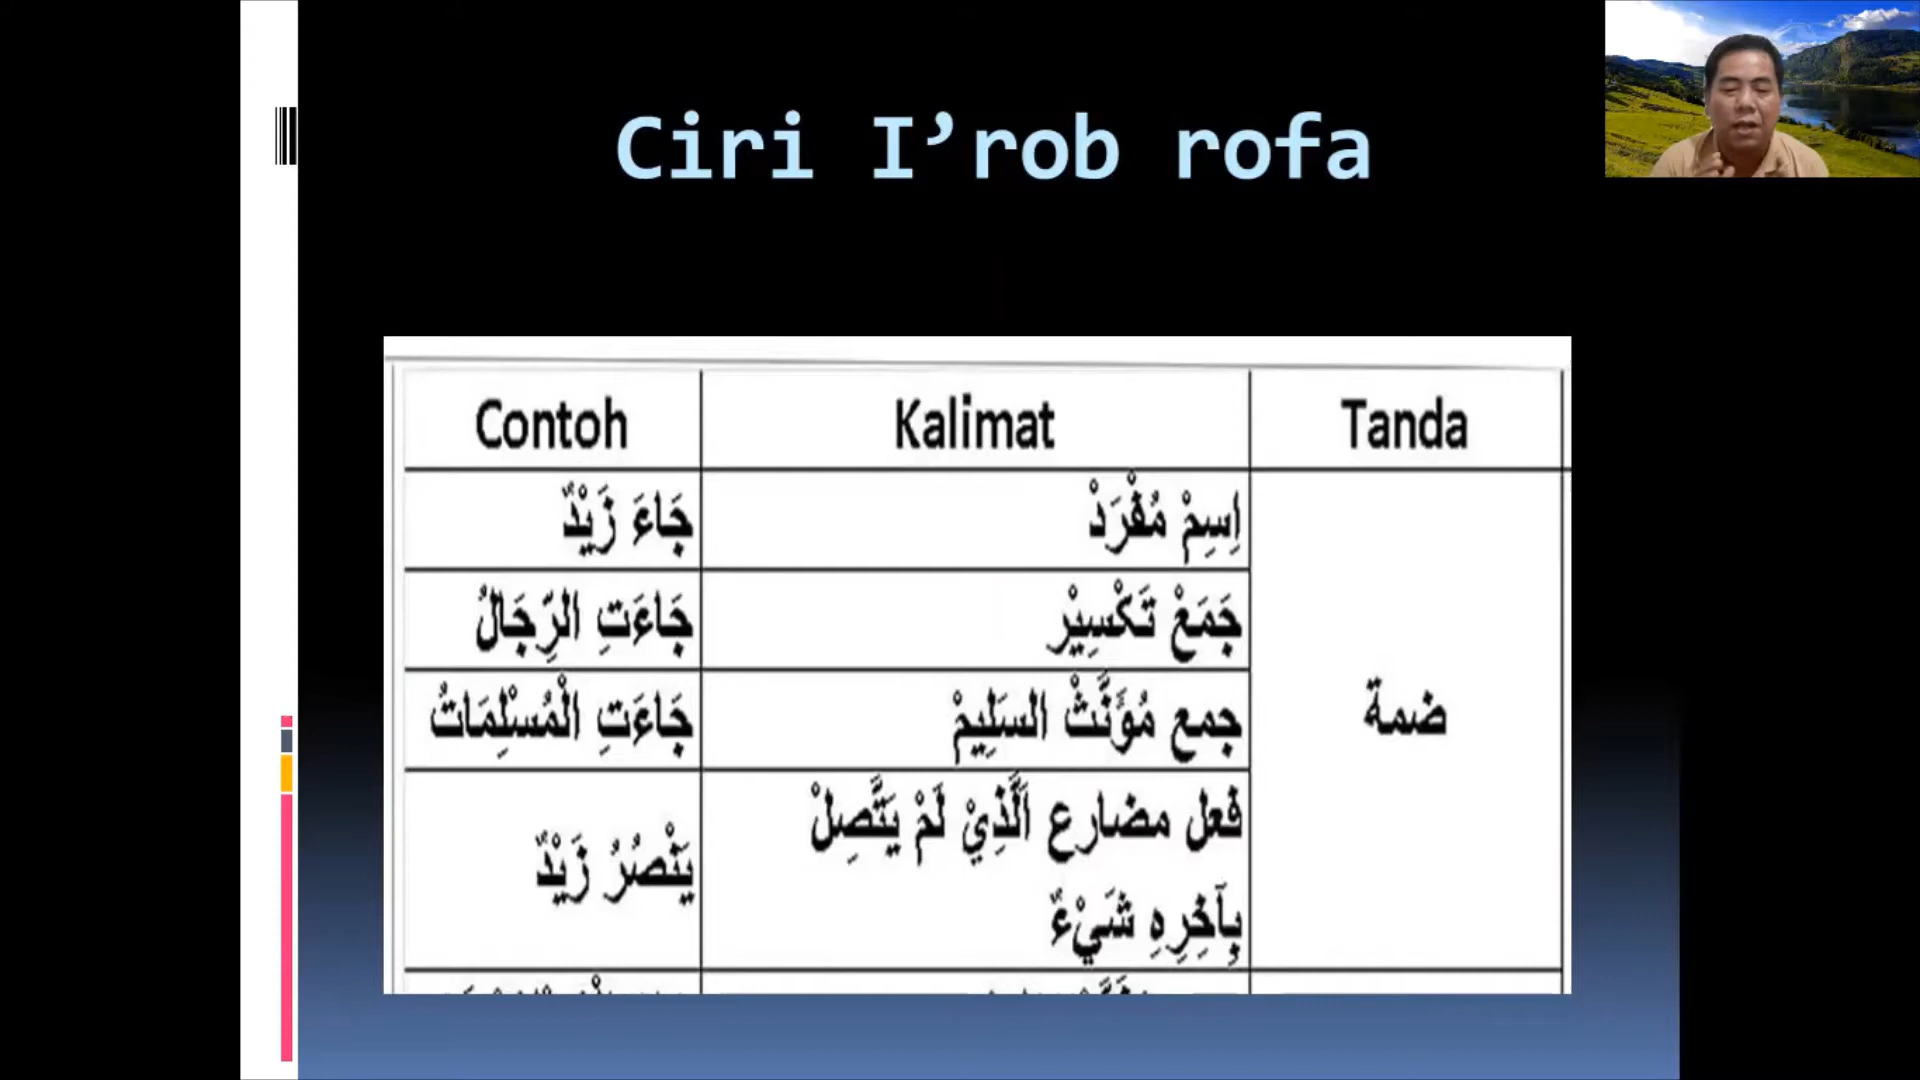 Ciri I’rob rofa
Contoh
Kalimat
Tanda
جَاءَ زَيْدٌ
اِسِمْ مُفْرَدْ
ضمة
جَاءَتِ الرِّجَالُ
جَمَعْ تَكْسِيْر
جَاءَتِ الْمُسْلِمَاتُ
جمع مُؤَنَّثْ السَلِيمْ
يَنْصُرُ زَيْدٌ
فعل مضارع اَلَّذِيْ لَمْ يَتَّصِلْ
بِآخِرِهِ شَيْءٌ